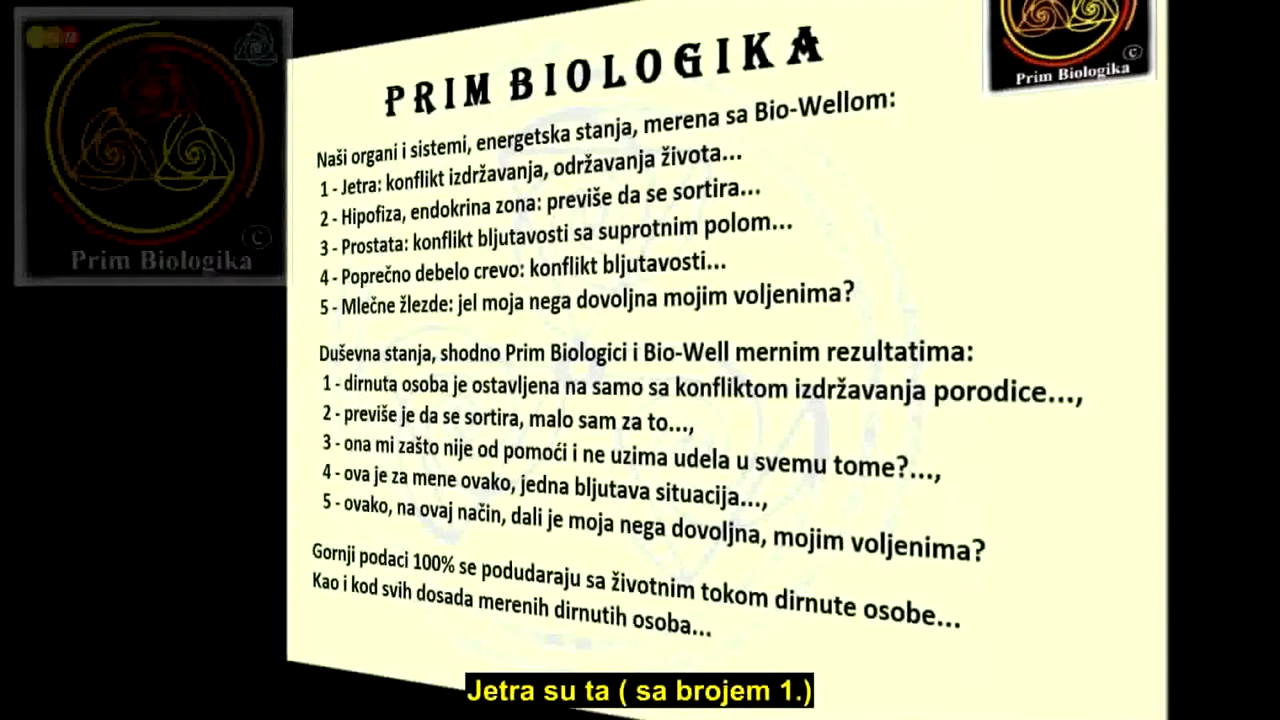 PRIM BIOLOGIKA
Prim Biologika
©
Prim Biologika
©
Naši organi i sistemi, energetska stanja, merena sa Bio-Wellom:
1 - Jetra: konflikt izdržavanja, održavanja života...
2 - Hipofiza, endokrina zona: previše da se sortira...
3 - Prostata: konflikt bljutavosti sa suprotnim polom...
4 - Poprečno debelo crevo: konflikt bljutavosti...
5 - Mlečne žlezde: jel moja nega dovoljna mojim voljenima?
Duševna stanja, shodno Prim Biologici i Bio-Well mernim rezultatima:
1 - dirnuta osoba je ostavljena na samo sa konfliktom izdržavanja porodice...,
2 - previše je da se sortira, malo sam za to...,
3 - ona mi zašto nije od pomoći i ne uzima udela u svemu tome?...,
4 - ova je za mene ovako, jedna bljutava situacija...,
5 - ovako, na ovaj način, dali je moja nega dovoljna, mojim voljenima?
Gornji podaci 100% se podudaraju sa životnim tokom dirnute osobe...
Kao i kod svih dosada merenih dirnutih osoba...
Jetra su ta ( sa brojem 1.)